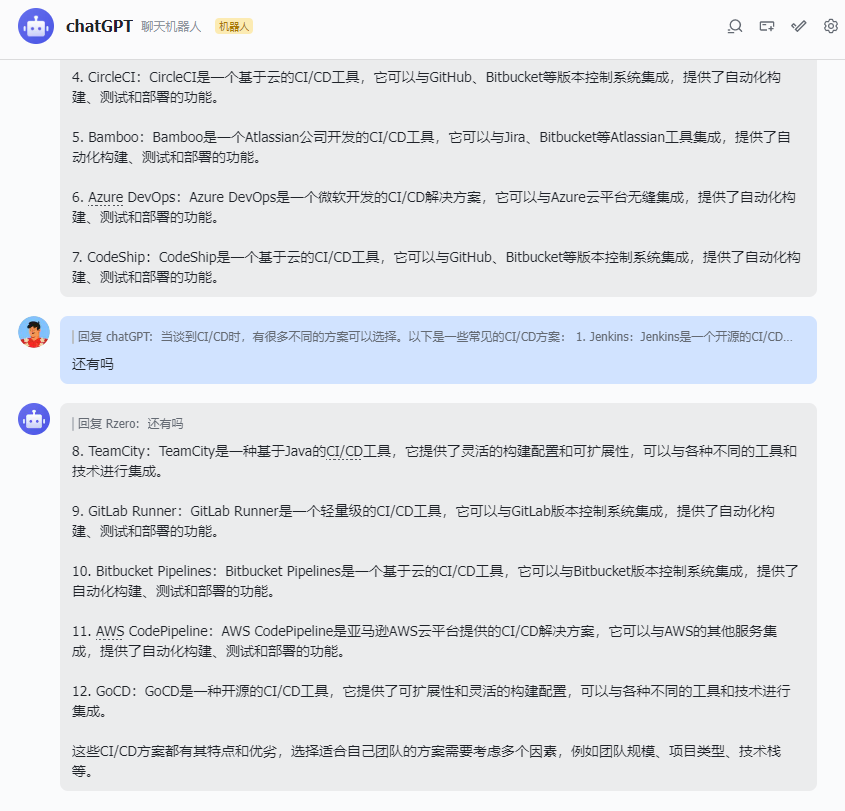 chatGPT 聊天机器人 机器人
4. CircleCI：CircleCI是一个基于云的CI/CD工具，它可以与GitHub、Bitbucket等版本控制系统集成，提供了自动化构
建、测试和部署的功能。
5. Bamboo：Bamboo是一个Atlassian公司开发的CI/CD工具，它可以与Jira、Bitbucket等Atlassian工具集成，提供了自
动化构建、测试和部署的功能。
6. Azure DevOps：Azure DevOps是一个微软开发的CI/CD解决方案，它可以与Azure云平台无缝集成，提供了自动化构
建、测试和部署的功能。
7. CodeShip：CodeShip是一个基于云的CI/CD工具，它可以与GitHub、Bitbucket等版本控制系统集成，提供了自动化构
建、测试和部署的功能。
| 回复 chatGPT：当谈到CI/CD时，有很多不同的方案可以选择。以下是一些常见的CI/CD方案： 1. Jenkins：Jenkins是一个开源的CI/CD...
还有吗
| 回复 Rzero：还有吗
8. TeamCity：TeamCity是一种基于Java的CI/CD工具，它提供了灵活的构建配置和可扩展性，可以与各种不同的工具和
技术进行集成。
9. GitLab Runner：GitLab Runner是一个轻量级的CI/CD工具，它可以与GitLab版本控制系统集成，提供了自动化构
建、测试和部署的功能。
10. Bitbucket Pipelines：Bitbucket Pipelines是一个基于云的CI/CD工具，它可以与Bitbucket版本控制系统集成，提供了
自动化构建、测试和部署的功能。
11. AWS CodePipeline：AWS CodePipeline是亚马逊AWS云平台提供的CI/CD解决方案，它可以与AWS的其他服务集
成，提供了自动化构建、测试和部署的功能。
12. GoCD：GoCD是一种开源的CI/CD工具，它提供了可扩展性和灵活的构建配置，可以与各种不同的工具和技术进行
集成。
这些CI/CD方案都有其特点和优劣，选择适合自己团队的方案需要考虑多个因素，例如团队规模、项目类型、技术栈
等。